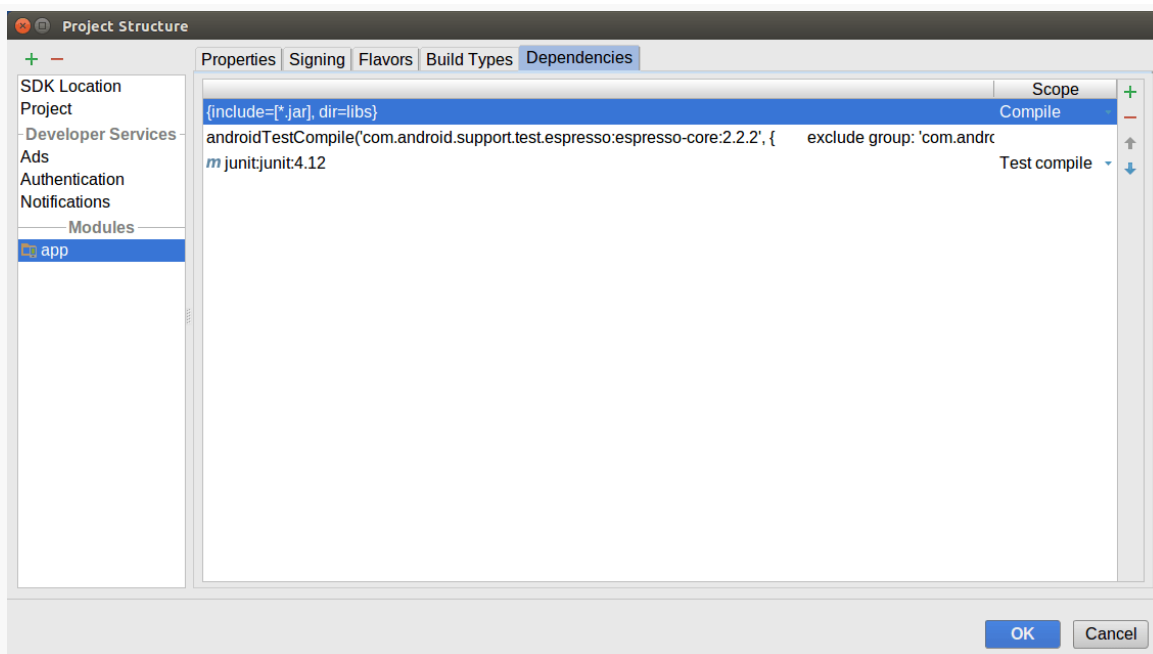 Project Structure
Properties Signing Flavors Build Types Dependencies
SDK Location
Project
Developer Services
Ads
Authentication
Notifications
Modules
app
Scope
{include=[*.jar], dir=libs} Compile
androidTestCompile('com.android.support.test.espresso:espresso-core:2.2.2', { exclude group: 'com.andro
m junit:junit:4.12 Test compile
OK Cancel